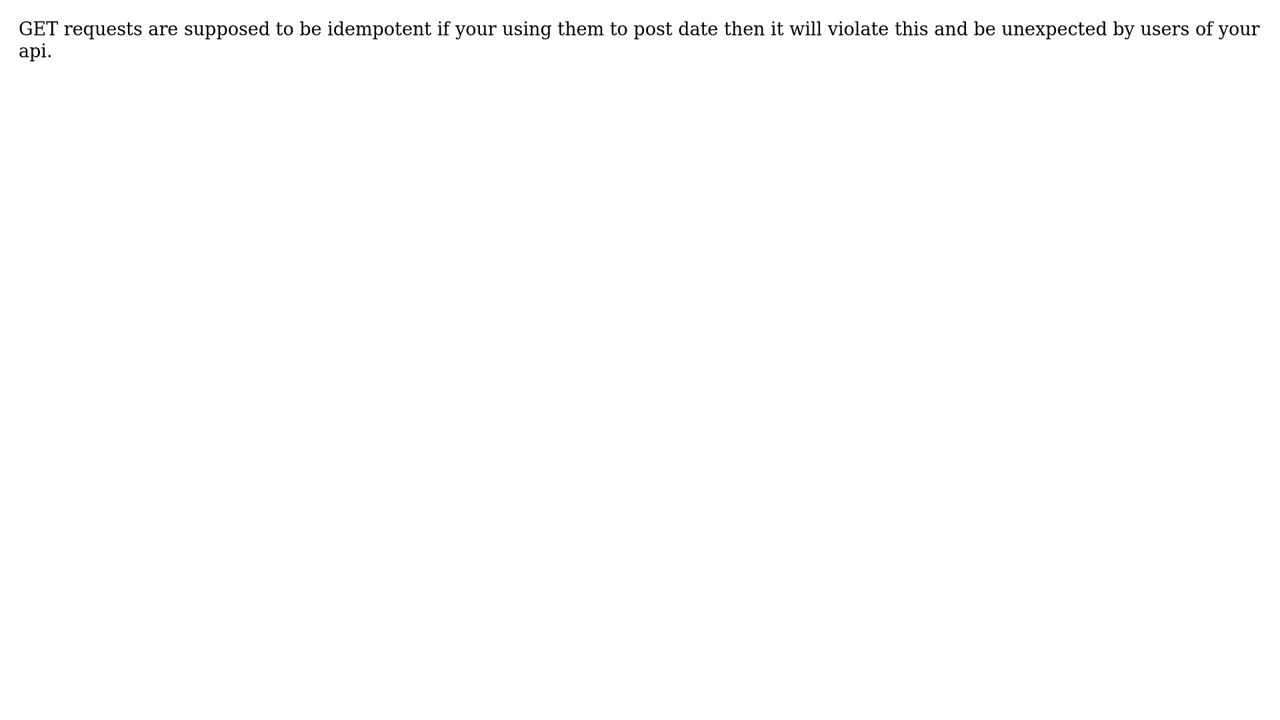 GET requests are supposed to be idempotent if your using them to post date then it will violate this and be unexpected by users of your
api.